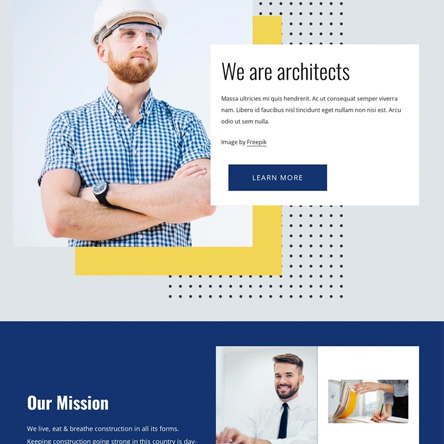 We are architects
Massa ultricies mi quis hendrerit. Ac ut consequat semper viverra
nam. Libero id faucibus nisl tincidunt eget nullam non nisi est. Arcu
odio ut sem nulla.
Image by Freepik
LEARN MORE
Our Mission
We live, eat & breathe construction in all its forms.
Keeping construction going strong in this country is day-